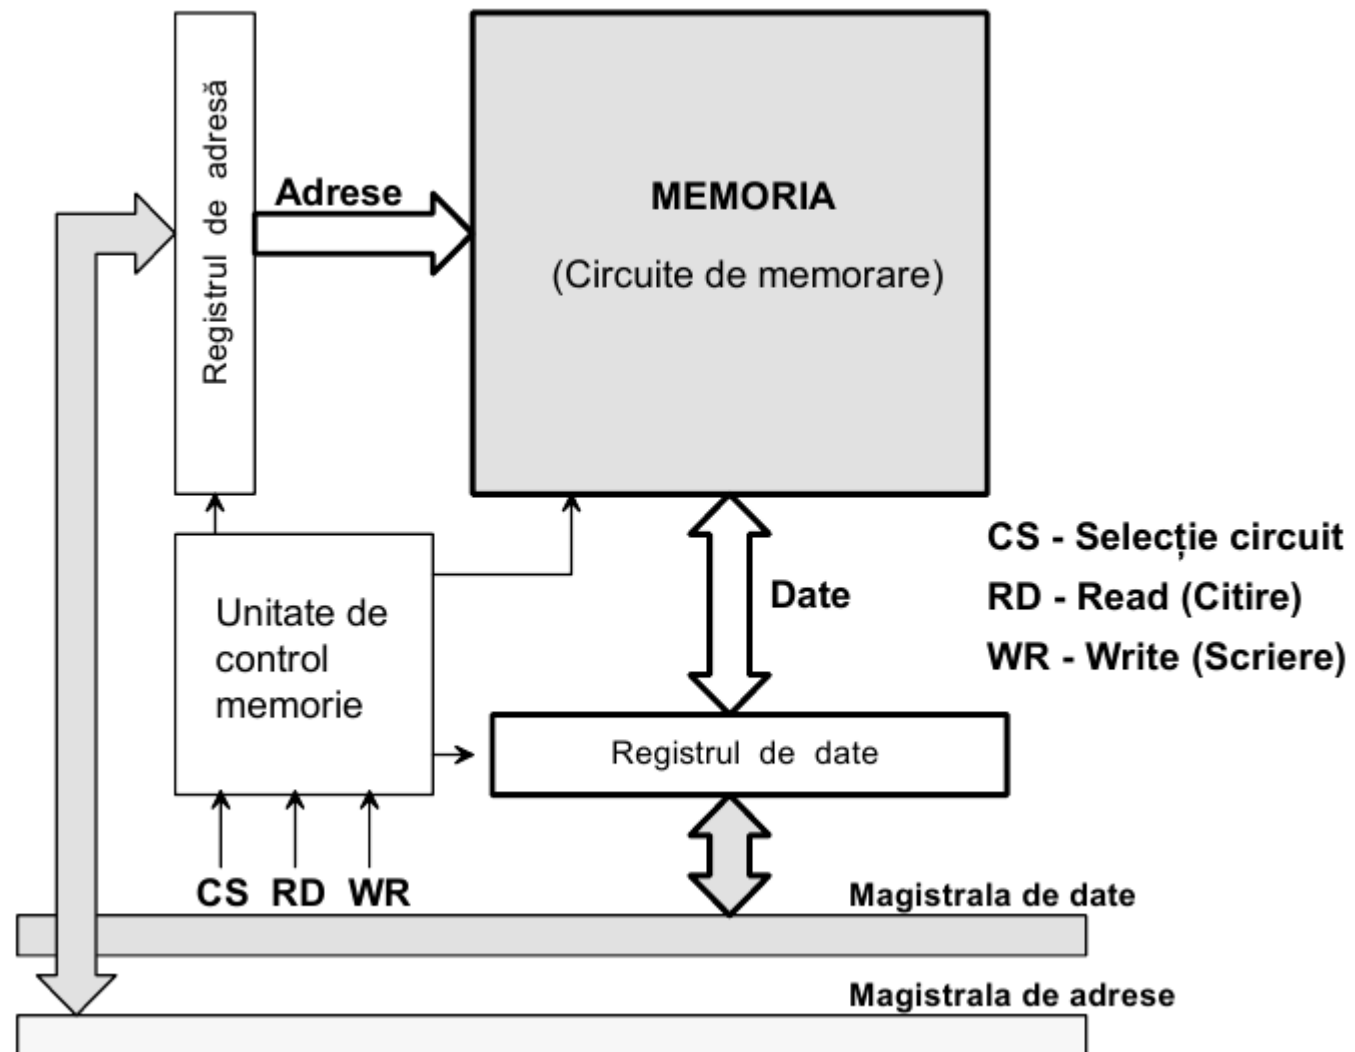 Registrul de adresă
Adrese
MEMORIA
(Circuite de memorare)
CS - Selecție circuit
RD - Read (Citire)
WR - Write (Scriere)
Date
Unitate de
control
memorie
Registrul de date
CS RD WR
Magistrala de date
Magistrala de adrese